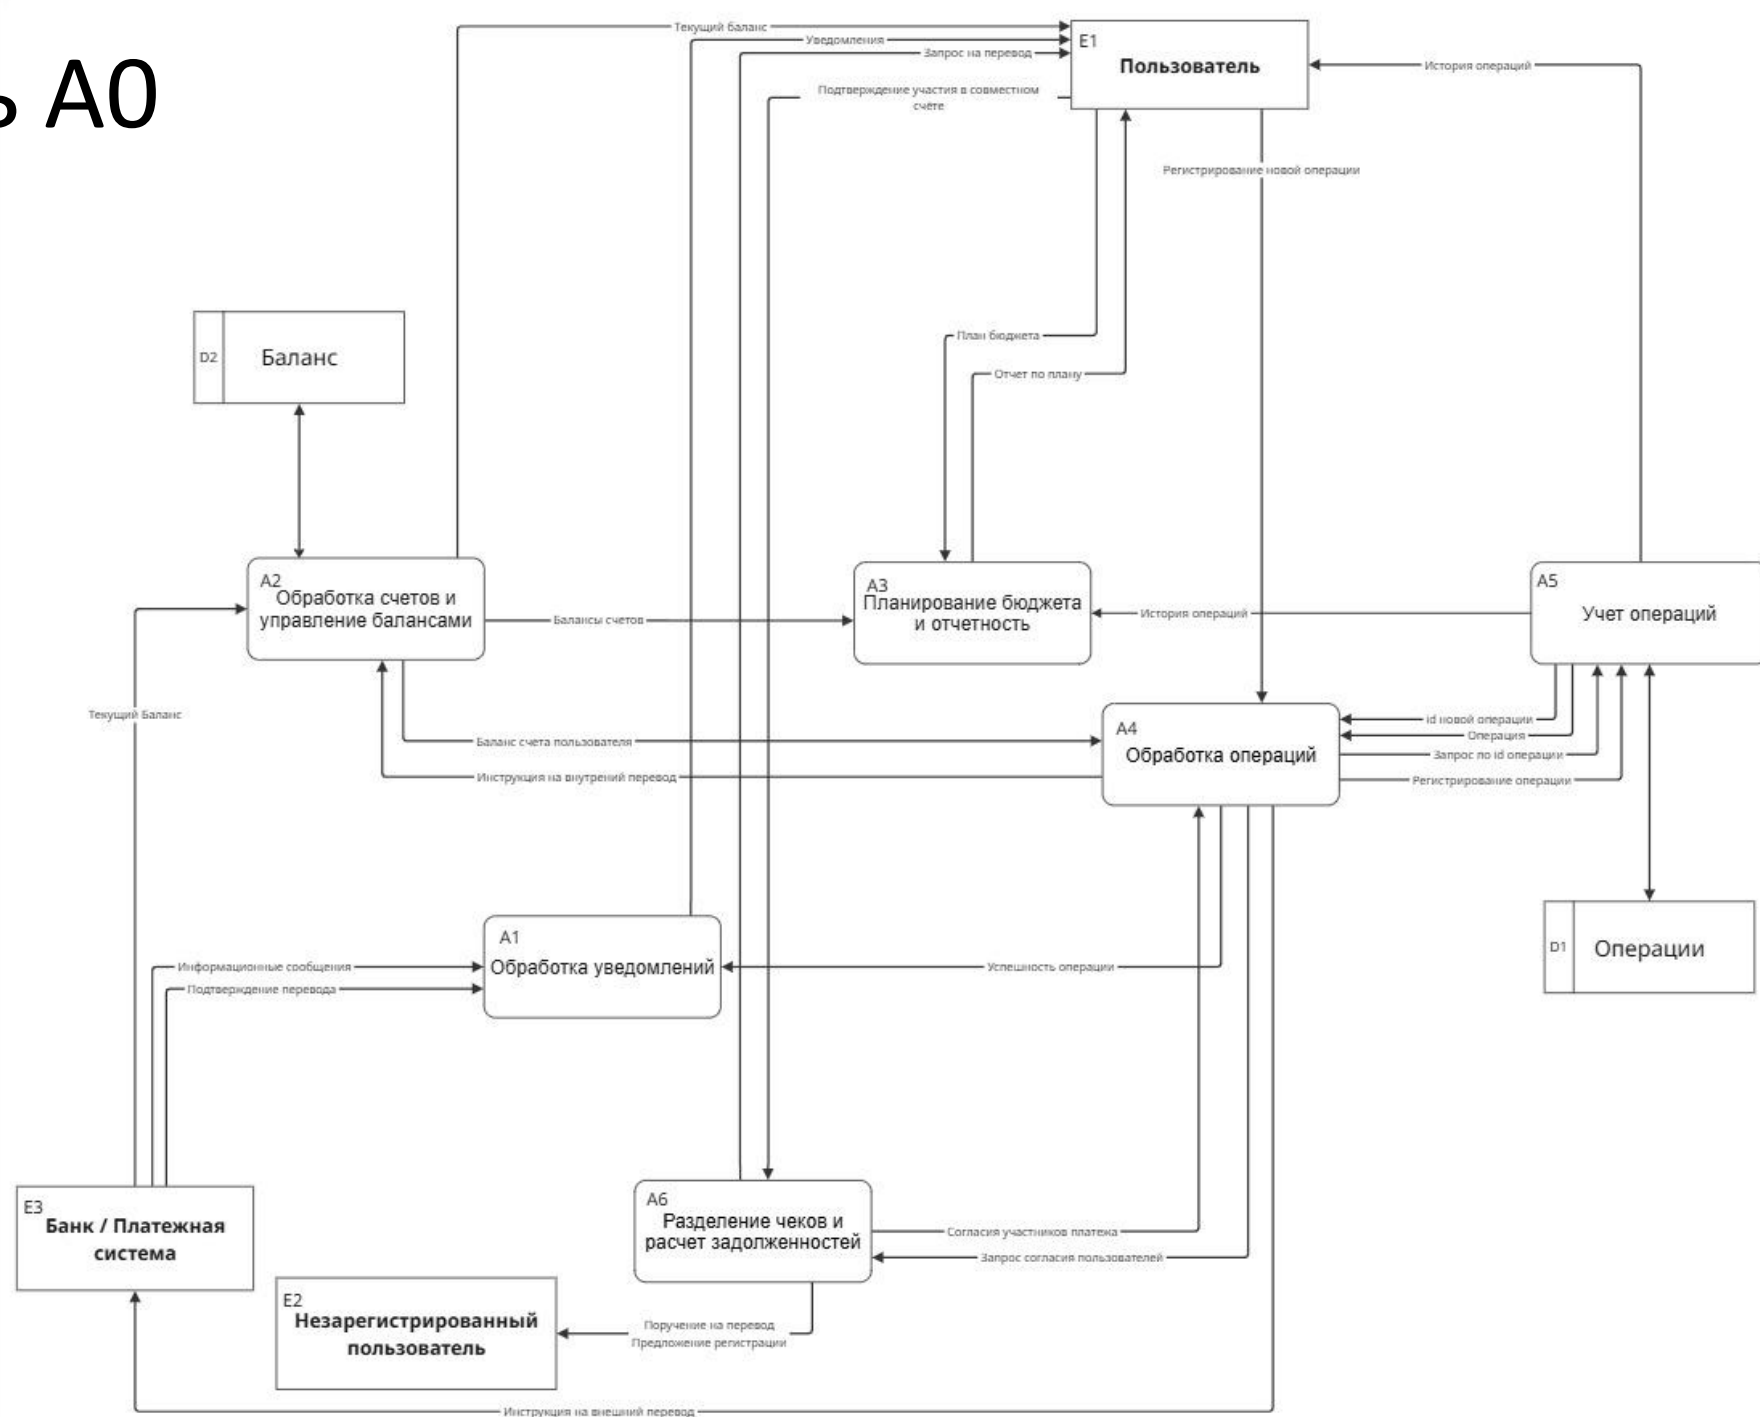 ь A0
Текущий баланс
Уведомления
Запрос на перевод
Подтверждение участия в совместном
счёте
E1
Пользователь
История операций
Регистрирование новой операции
План бюджета
Отчет по плану
D2
Баланс
A2
Обработка счетов и
управление балансами
Балансы счетов
A3
Планирование бюджета
и отчетность
История операций
A5
Учет операций
Текущий Баланс
Баланс счета пользователя
Инструкция на внутрений перевод
A4
Обработка операций
id новой операции
Операция
Запрос по id операции
Регистрирование операции
A1
Обработка уведомлений
Информационные сообщения
Подтверждение перевода
Успешность операции
D1
Операции
E3
Банк / Платежная
система
A6
Разделение чеков и
расчет задолженностей
Согласия участников платежа
Запрос согласия пользователей
E2
Незарегистрированный
пользователь
Поручение на перевод
Предложение регистрации
Инструкция на внешний перевод